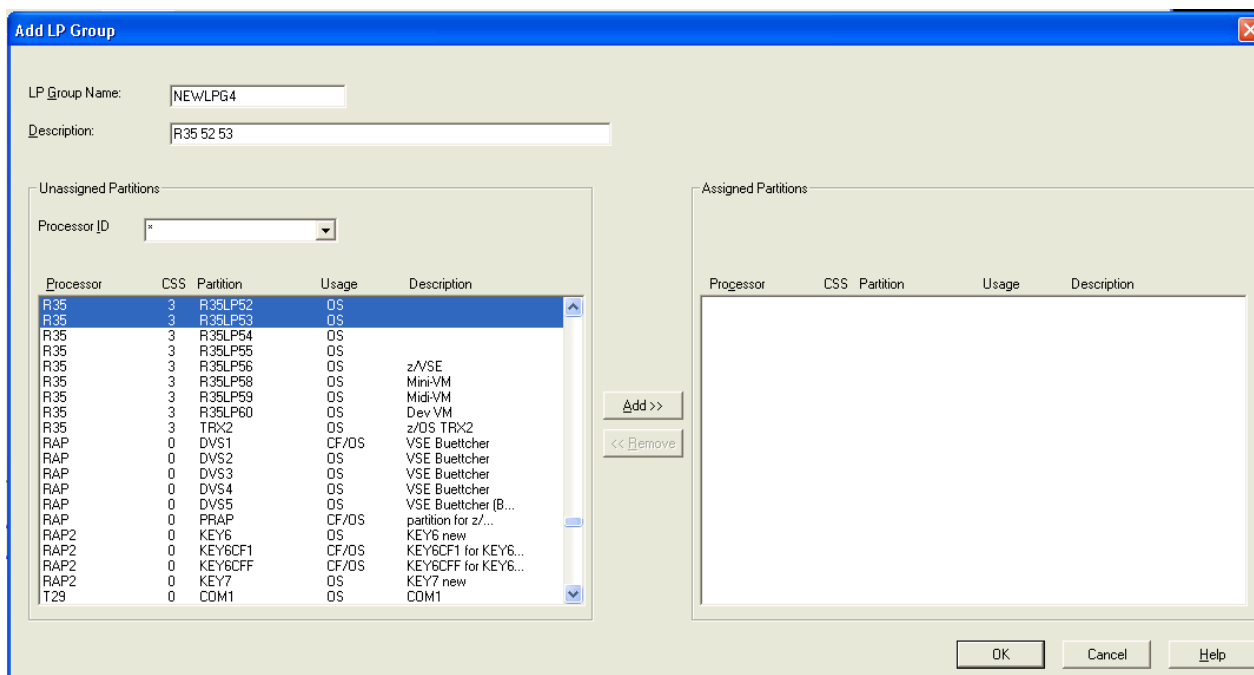 Add LP Group
LP Group Name: NEWLPG4
Description: R35 52 53
Unassigned Partitions
Processor ID *
Processor CSS Partition Usage Description
R35 3 R35LP52 OS
R35 3 R35LP53 OS
R35 3 R35LP54 OS
R35 3 R35LP55 OS
R35 3 R35LP56 OS z/VSE
R35 3 R35LP58 OS Mini-VM
R35 3 R35LP59 OS Midi-VM
R35 3 R35LP60 OS Dev VM
R35 3 TRX2 OS z/OS TRX2
RAP 0 DVS1 CF/OS VSE Buettcher
RAP 0 DVS2 OS VSE Buettcher
RAP 0 DVS3 OS VSE Buettcher
RAP 0 DVS4 OS VSE Buettcher
RAP 0 DVS5 OS VSE Buettcher (B...
RAP 0 PRAP CF/OS partition for z/...
RAP2 0 KEY6 OS KEY6 new
RAP2 0 KEY6CF1 CF/OS KEY6CF1 for KEY6...
RAP2 0 KEY6CFF CF/OS KEY6CFF for KEY6...
RAP2 0 KEY7 OS KEY7 new
T29 0 COM1 OS COM1
Add >>
<< Remove
Assigned Partitions
Processor CSS Partition Usage Description
OK Cancel Help